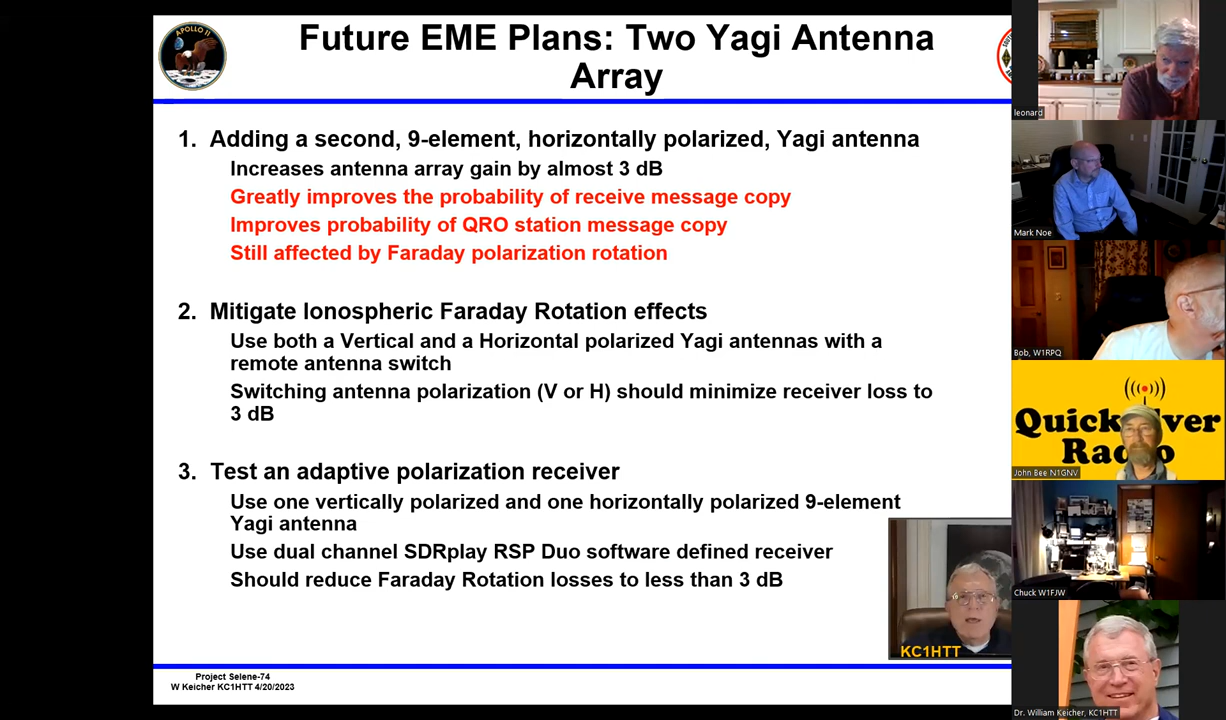 APOLLO 11
Future EME Plans: Two Yagi Antenna
Array
1. Adding a second, 9-element, horizontally polarized, Yagi antenna
Increases antenna array gain by almost 3 dB
Greatly improves the probability of receive message copy
Improves probability of QRO station message copy
Still affected by Faraday polarization rotation
2. Mitigate Ionospheric Faraday Rotation effects
Use both a Vertical and a Horizontal polarized Yagi antennas with a
remote antenna switch
Switching antenna polarization (V or H) should minimize receiver loss to
3 dB
3. Test an adaptive polarization receiver
Use one vertically polarized and one horizontally polarized 9-element
Yagi antenna
Use dual channel SDRplay RSP Duo software defined receiver
Should reduce Faraday Rotation losses to less than 3 dB
KC1HTT
Project Selene-74
W Keicher KC1HTT 4/20/2023
leonard
Mark Noe
Bob, W1RPQ
Quick ver
Ra o
John Bee N1GNV
Chuck W1FJW
Dr. William Keicher, KC1HTT